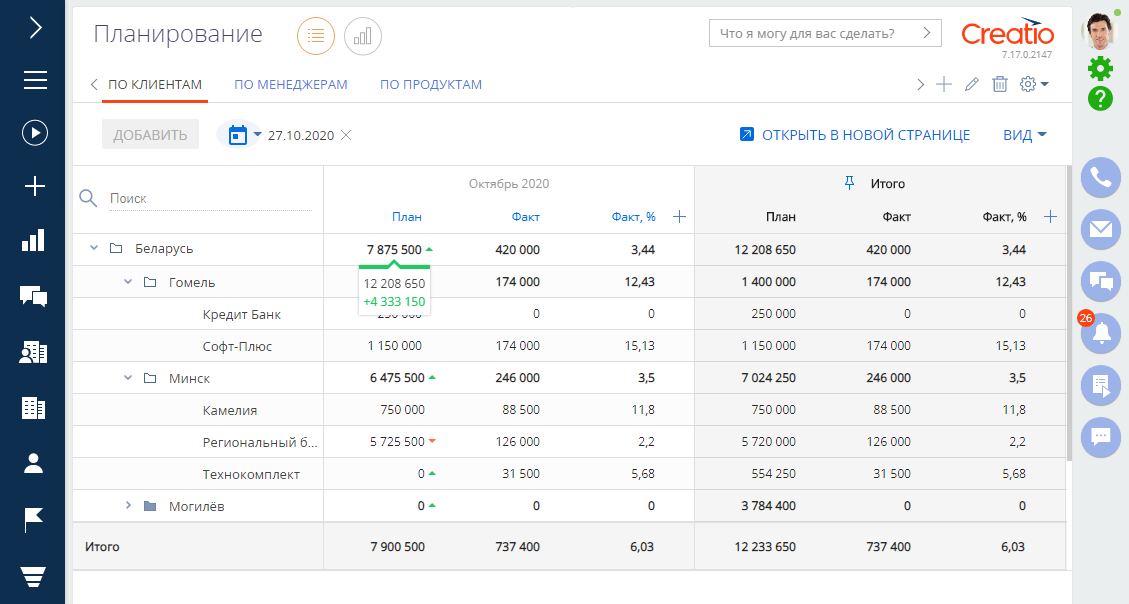 Планирование
Что я могу для вас сделать?
Creatio
7.17.0.2147
ПО КЛИЕНТАМ ПО МЕНЕДЖЕРАМ ПО ПРОДУКТАМ
ДОБАВИТЬ 27.10.2020 ОТКРЫТЬ В НОВОЙ СТРАНИЦЕ ВИД
Поиск
Октябрь 2020 Итого
План Факт Факт, % План Факт Факт, %
Беларусь 7 875 500 420 000 3,44 12 208 650 420 000 3,44
12 208 650
+4 333 150
Гомель 174 000 12,43 1 400 000 174 000 12,43
Кредит Банк 250 000 0 0 250 000 0 0
Софт-Плюс 1 150 000 174 000 15,13 1 150 000 174 000 15,13
Минск 6 475 500 246 000 3,5 7 024 250 246 000 3,5
Камелия 750 000 88 500 11,8 750 000 88 500 11,8
Региональный б... 5 725 500 126 000 2,2 5 720 000 126 000 2,2
Технокомплект 0 31 500 5,68 554 250 31 500 5,68
Могилёв 0 0 0 3 784 400 0 0
Итого 7 900 500 737 400 6,03 12 233 650 737 400 6,03
26